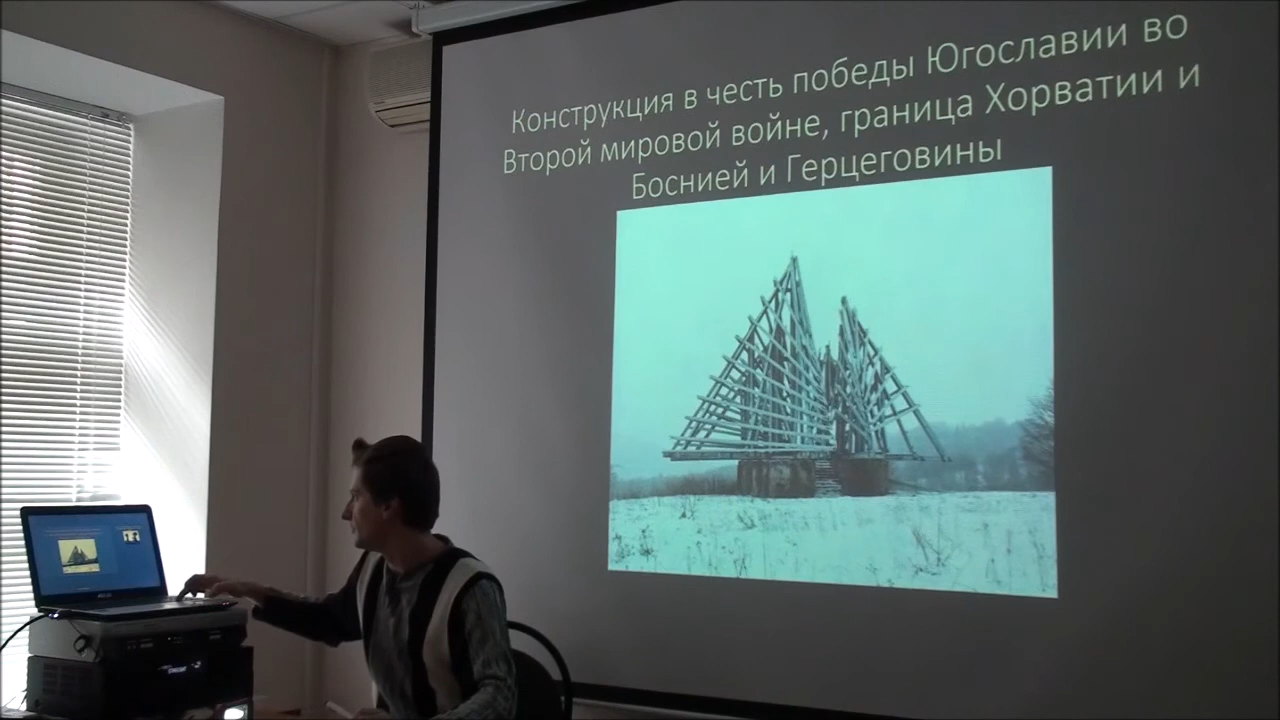 Конструкция в честь победы Югославии во
Второй мировой войне, граница Хорватии и
Боснией и Герцеговины